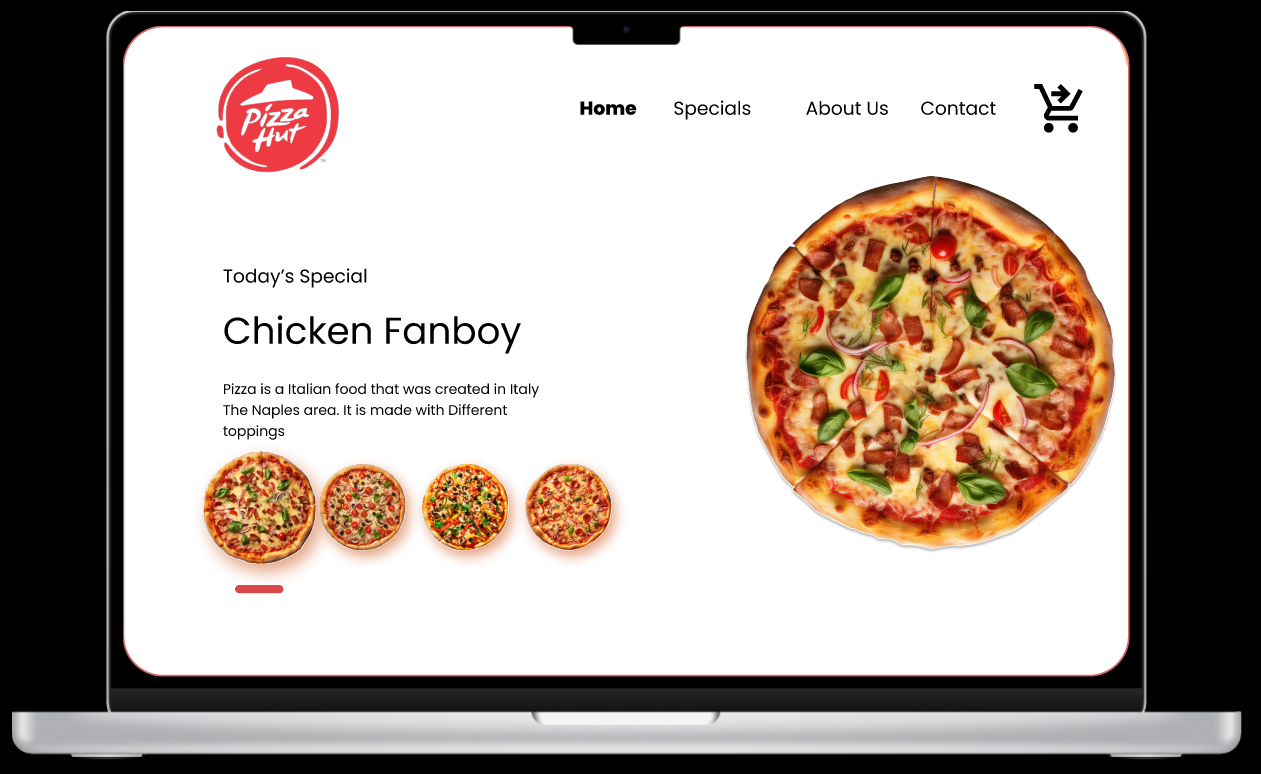 Pizza
Hut
™
Home Specials About Us Contact
Today’s Special
Chicken Fanboy
Pizza is a Italian food that was created in Italy
The Naples area. It is made with Different
toppings